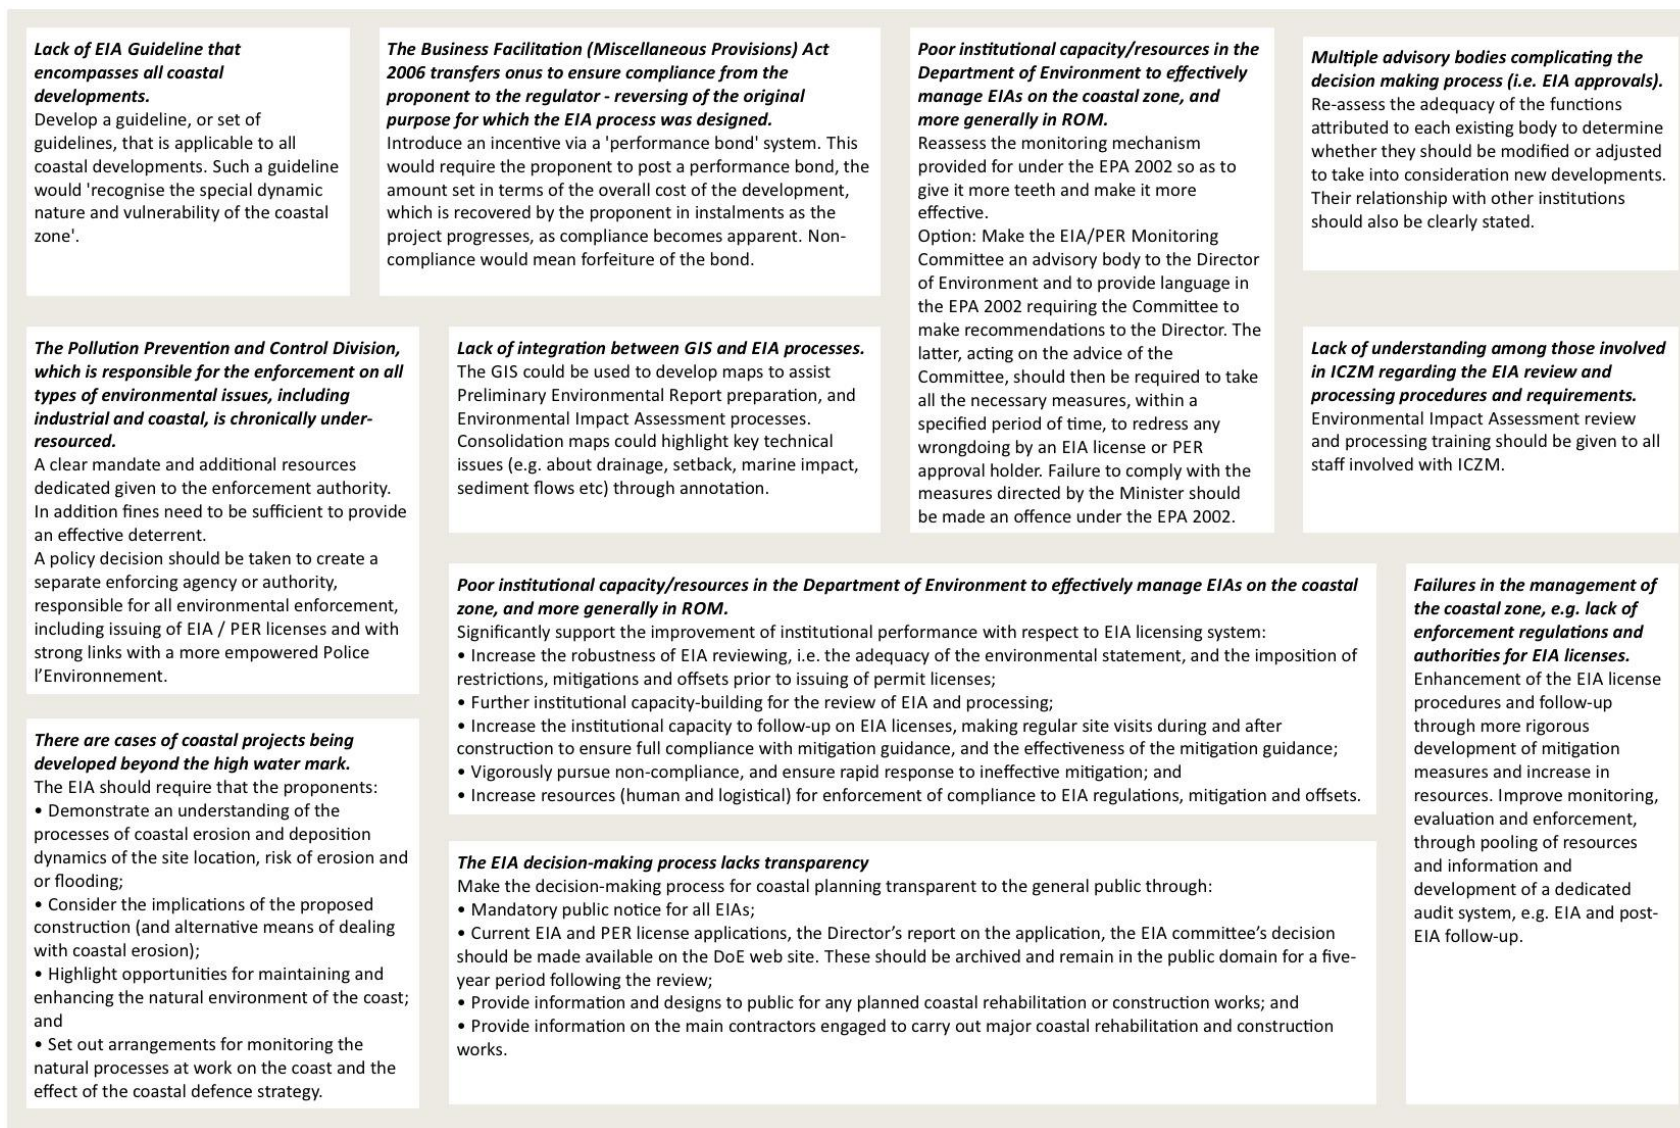 Lack of EIA Guideline that
encompasses all coastal
developments.
Develop a guideline, or set of
guidelines, that is applicable to all
coastal developments. Such a guideline
would 'recognise the special dynamic
nature and vulnerability of the coastal
zone'.
The Business Facilitation (Miscellaneous Provisions) Act
2006 transfers onus to ensure compliance from the
proponent to the regulator - reversing of the original
purpose for which the EIA process was designed.
Introduce an incentive via a 'performance bond' system. This
would require the proponent to post a performance bond, the
amount set in terms of the overall cost of the development,
which is recovered by the proponent in instalments as the
project progresses, as compliance becomes apparent. Non-
compliance would mean forfeiture of the bond.
Poor institutional capacity/resources in the
Department of Environment to effectively
manage EIAs on the coastal zone, and
more generally in ROM.
Reassess the monitoring mechanism
provided for under the EPA 2002 so as to
give it more teeth and make it more
effective.
Option: Make the EIA/PER Monitoring
Committee an advisory body to the Director
of Environment and to provide language in
the EPA 2002 requiring the Committee to
make recommendations to the Director. The
latter, acting on the advice of the
Committee, should then be required to take
all the necessary measures, within a
specified period of time, to redress any
wrongdoing by an EIA license or PER
approval holder. Failure to comply with the
measures directed by the Minister should
be made an offence under the EPA 2002.
Multiple advisory bodies complicating the
decision making process (i.e. EIA approvals).
Re-assess the adequacy of the functions
attributed to each existing body to determine
whether they should be modified or adjusted
to take into consideration new developments.
Their relationship with other institutions
should also be clearly stated.
The Pollution Prevention and Control Division,
which is responsible for the enforcement on all
types of environmental issues, including
industrial and coastal, is chronically under-
resourced.
A clear mandate and additional resources
dedicated given to the enforcement authority.
In addition fines need to be sufficient to provide
an effective deterrent.
A policy decision should be taken to create a
separate enforcing agency or authority,
responsible for all environmental enforcement,
including issuing of EIA / PER licenses and with
strong links with a more empowered Police
l’Environnement.
Lack of integration between GIS and EIA processes.
The GIS could be used to develop maps to assist
Preliminary Environmental Report preparation, and
Environmental Impact Assessment processes.
Consolidation maps could highlight key technical
issues (e.g. about drainage, setback, marine impact,
sediment flows etc) through annotation.
Lack of understanding among those involved
in ICZM regarding the EIA review and
processing procedures and requirements.
Environmental Impact Assessment review
and processing training should be given to all
staff involved with ICZM.
Poor institutional capacity/resources in the Department of Environment to effectively manage EIAs on the coastal
zone, and more generally in ROM.
Significantly support the improvement of institutional performance with respect to EIA licensing system:
• Increase the robustness of EIA reviewing, i.e. the adequacy of the environmental statement, and the imposition of
restrictions, mitigations and offsets prior to issuing of permit licenses;
• Further institutional capacity-building for the review of EIA and processing;
• Increase the institutional capacity to follow-up on EIA licenses, making regular site visits during and after
construction to ensure full compliance with mitigation guidance, and the effectiveness of the mitigation guidance;
• Vigorously pursue non-compliance, and ensure rapid response to ineffective mitigation; and
• Increase resources (human and logistical) for enforcement of compliance to EIA regulations, mitigation and offsets.
Failures in the management of
the coastal zone, e.g. lack of
enforcement regulations and
authorities for EIA licenses.
Enhancement of the EIA license
procedures and follow-up
through more rigorous
development of mitigation
measures and increase in
resources. Improve monitoring,
evaluation and enforcement,
through pooling of resources
and information and
development of a dedicated
audit system, e.g. EIA and post-
EIA follow-up.
There are cases of coastal projects being
developed beyond the high water mark.
The EIA should require that the proponents:
• Demonstrate an understanding of the
processes of coastal erosion and deposition
dynamics of the site location, risk of erosion and
or flooding;
• Consider the implications of the proposed
construction (and alternative means of dealing
with coastal erosion);
• Highlight opportunities for maintaining and
enhancing the natural environment of the coast;
and
• Set out arrangements for monitoring the
natural processes at work on the coast and the
effect of the coastal defence strategy.
The EIA decision-making process lacks transparency
Make the decision-making process for coastal planning transparent to the general public through:
• Mandatory public notice for all EIAs;
• Current EIA and PER license applications, the Director’s report on the application, the EIA committee’s decision
should be made available on the DoE web site. These should be archived and remain in the public domain for a five-
year period following the review;
• Provide information and designs to public for any planned coastal rehabilitation or construction works; and
• Provide information on the main contractors engaged to carry out major coastal rehabilitation and construction
works.